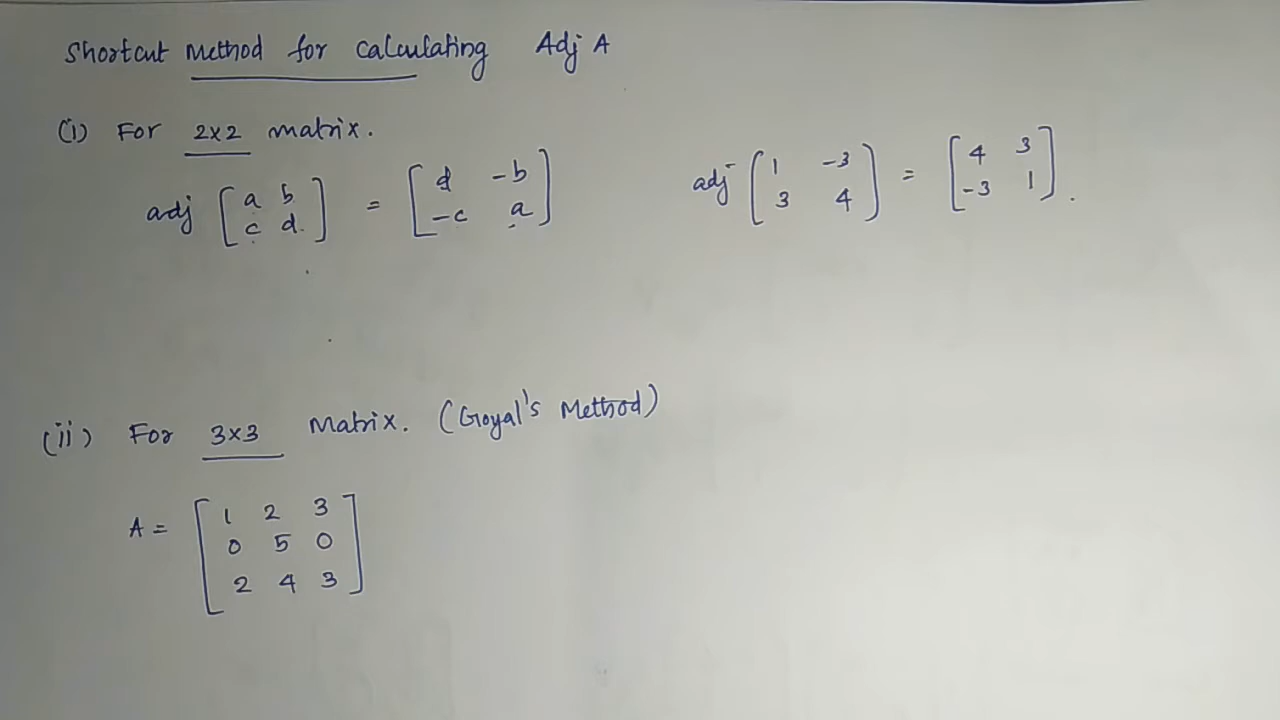 Shortcut Method for calculating Adj A
(i) For 2x2 matrix.
adj [a b
c d] = [d -b
-c a]
adj [1 -3
3 4] = [4 3
-3 1].
(ii) For 3x3 Matrix. (Goyal's Method)
A = [1 2 3
0 5 0
2 4 3]